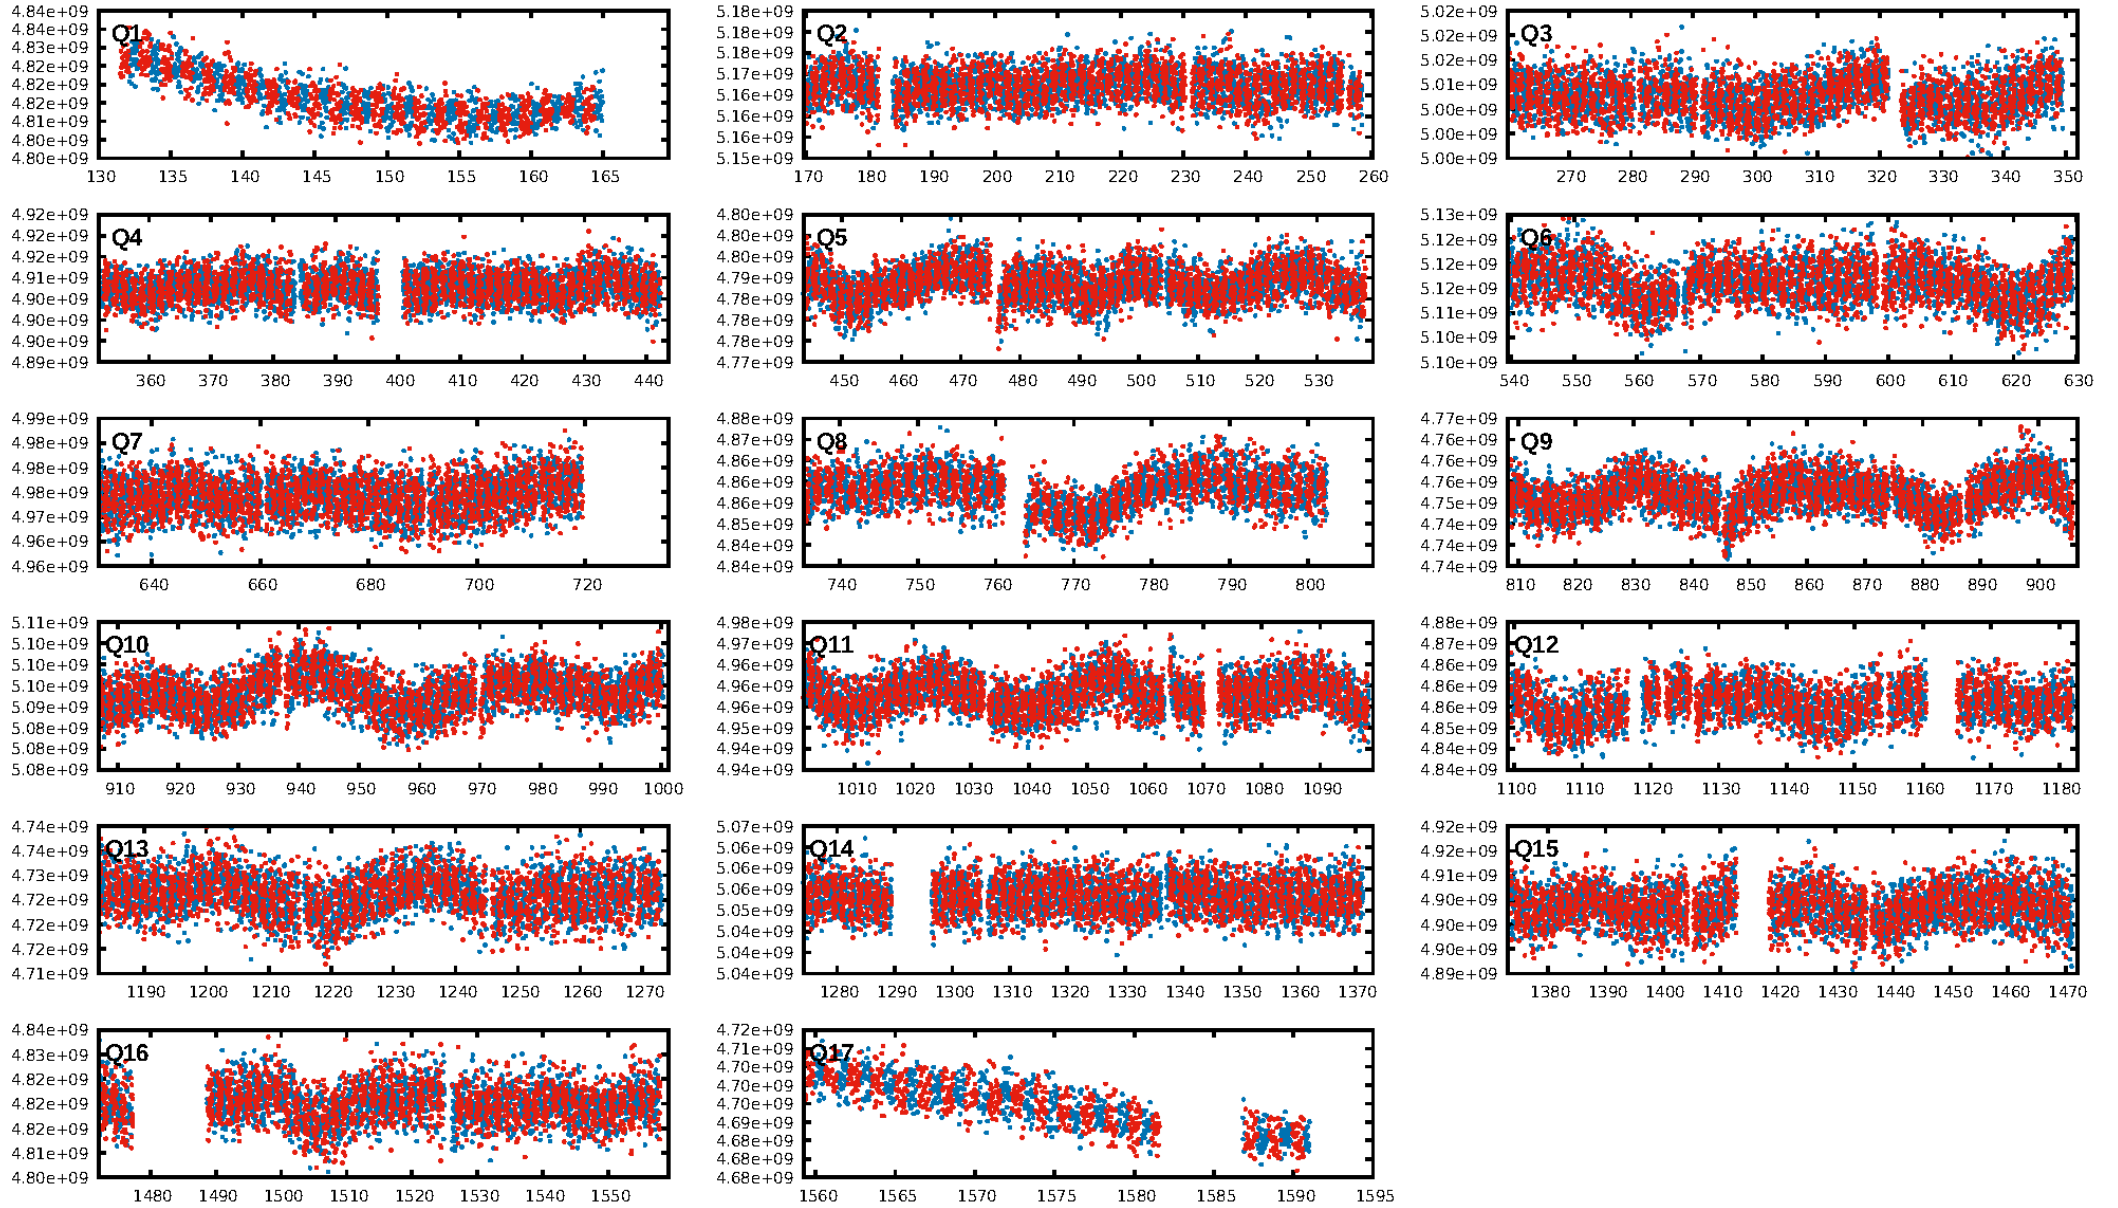 4.84e+09 4.84e+09 4.83e+09 4.82e+09 4.82e+09 4.81e+09 4.81e+09 4.80e+09 4.80e+09
Q1
130 135 140 145 150 155 160 165
5.18e+09 5.18e+09 5.18e+09 5.17e+09 5.16e+09 5.16e+09 5.16e+09 5.15e+09
Q2
170 180 190 200 210 220 230 240 250 260
5.02e+09 5.02e+09 5.01e+09 5.01e+09 5.00e+09 5.00e+09 5.00e+09
Q3
270 280 290 300 310 320 330 340 350
4.92e+09 4.92e+09 4.92e+09 4.91e+09 4.90e+09 4.90e+09 4.90e+09 4.89e+09
Q4
360 370 380 390 400 410 420 430 440
4.80e+09 4.80e+09 4.80e+09 4.79e+09 4.78e+09 4.78e+09 4.78e+09 4.77e+09
Q5
450 460 470 480 490 500 510 520 530
5.13e+09 5.12e+09 5.12e+09 5.12e+09 5.11e+09 5.10e+09 5.10e+09
Q6
540 550 560 570 580 590 600 610 620 630
4.99e+09 4.98e+09 4.98e+09 4.98e+09 4.97e+09 4.96e+09 4.96e+09
Q7
640 660 680 700 720
4.88e+09 4.87e+09 4.86e+09 4.86e+09 4.86e+09 4.85e+09 4.84e+09 4.84e+09
Q8
740 750 760 770 780 790 800
4.77e+09 4.76e+09 4.76e+09 4.75e+09 4.75e+09 4.74e+09 4.74e+09 4.74e+09
Q9
810 820 830 840 850 860 870 880 890 900
5.11e+09 5.10e+09 5.10e+09 5.10e+09 5.09e+09 5.08e+09 5.08e+09 5.08e+09
Q10
910 920 930 940 950 960 970 980 990 1000
4.98e+09 4.97e+09 4.96e+09 4.96e+09 4.96e+09 4.95e+09 4.94e+09 4.94e+09
Q11
1010 1020 1030 1040 1050 1060 1070 1080 1090
4.88e+09 4.87e+09 4.86e+09 4.86e+09 4.86e+09 4.85e+09 4.84e+09 4.84e+09
Q12
1100 1110 1120 1130 1140 1150 1160 1170 1180
4.74e+09 4.74e+09 4.73e+09 4.72e+09 4.72e+09 4.72e+09 4.71e+09
Q13
1190 1200 1210 1220 1230 1240 1250 1260 1270
5.07e+09 5.06e+09 5.06e+09 5.06e+09 5.05e+09 5.04e+09 5.04e+09 5.04e+09
Q14
1280 1290 1300 1310 1320 1330 1340 1350 1360 1370
4.92e+09 4.92e+09 4.91e+09 4.90e+09 4.90e+09 4.90e+09 4.89e+09
Q15
1380 1390 1400 1410 1420 1430 1440 1450 1460 1470
4.84e+09 4.83e+09 4.82e+09 4.82e+09 4.82e+09 4.81e+09 4.80e+09
Q16
1480 1490 1500 1510 1520 1530 1540 1550
4.72e+09 4.71e+09 4.70e+09 4.70e+09 4.70e+09 4.69e+09 4.68e+09 4.68e+09 4.68e+09
Q17
1560 1565 1570 1575 1580 1585 1590 1595